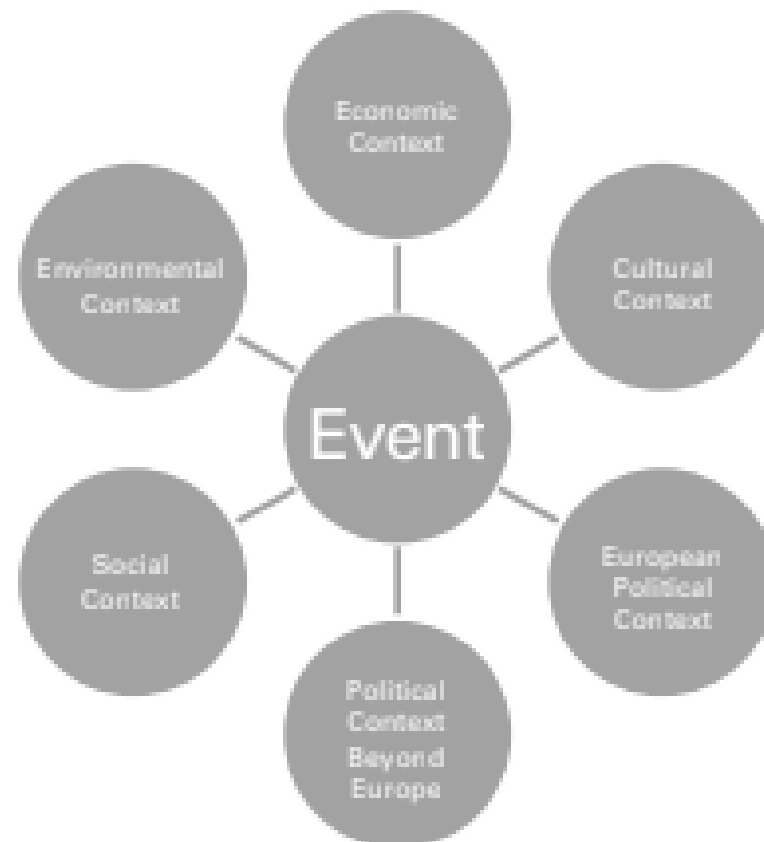 Economic
Context
Environmental
Context
Cultural
Context
Event
Social
Context
European
Political
Context
Political
Context
Beyond
Europe